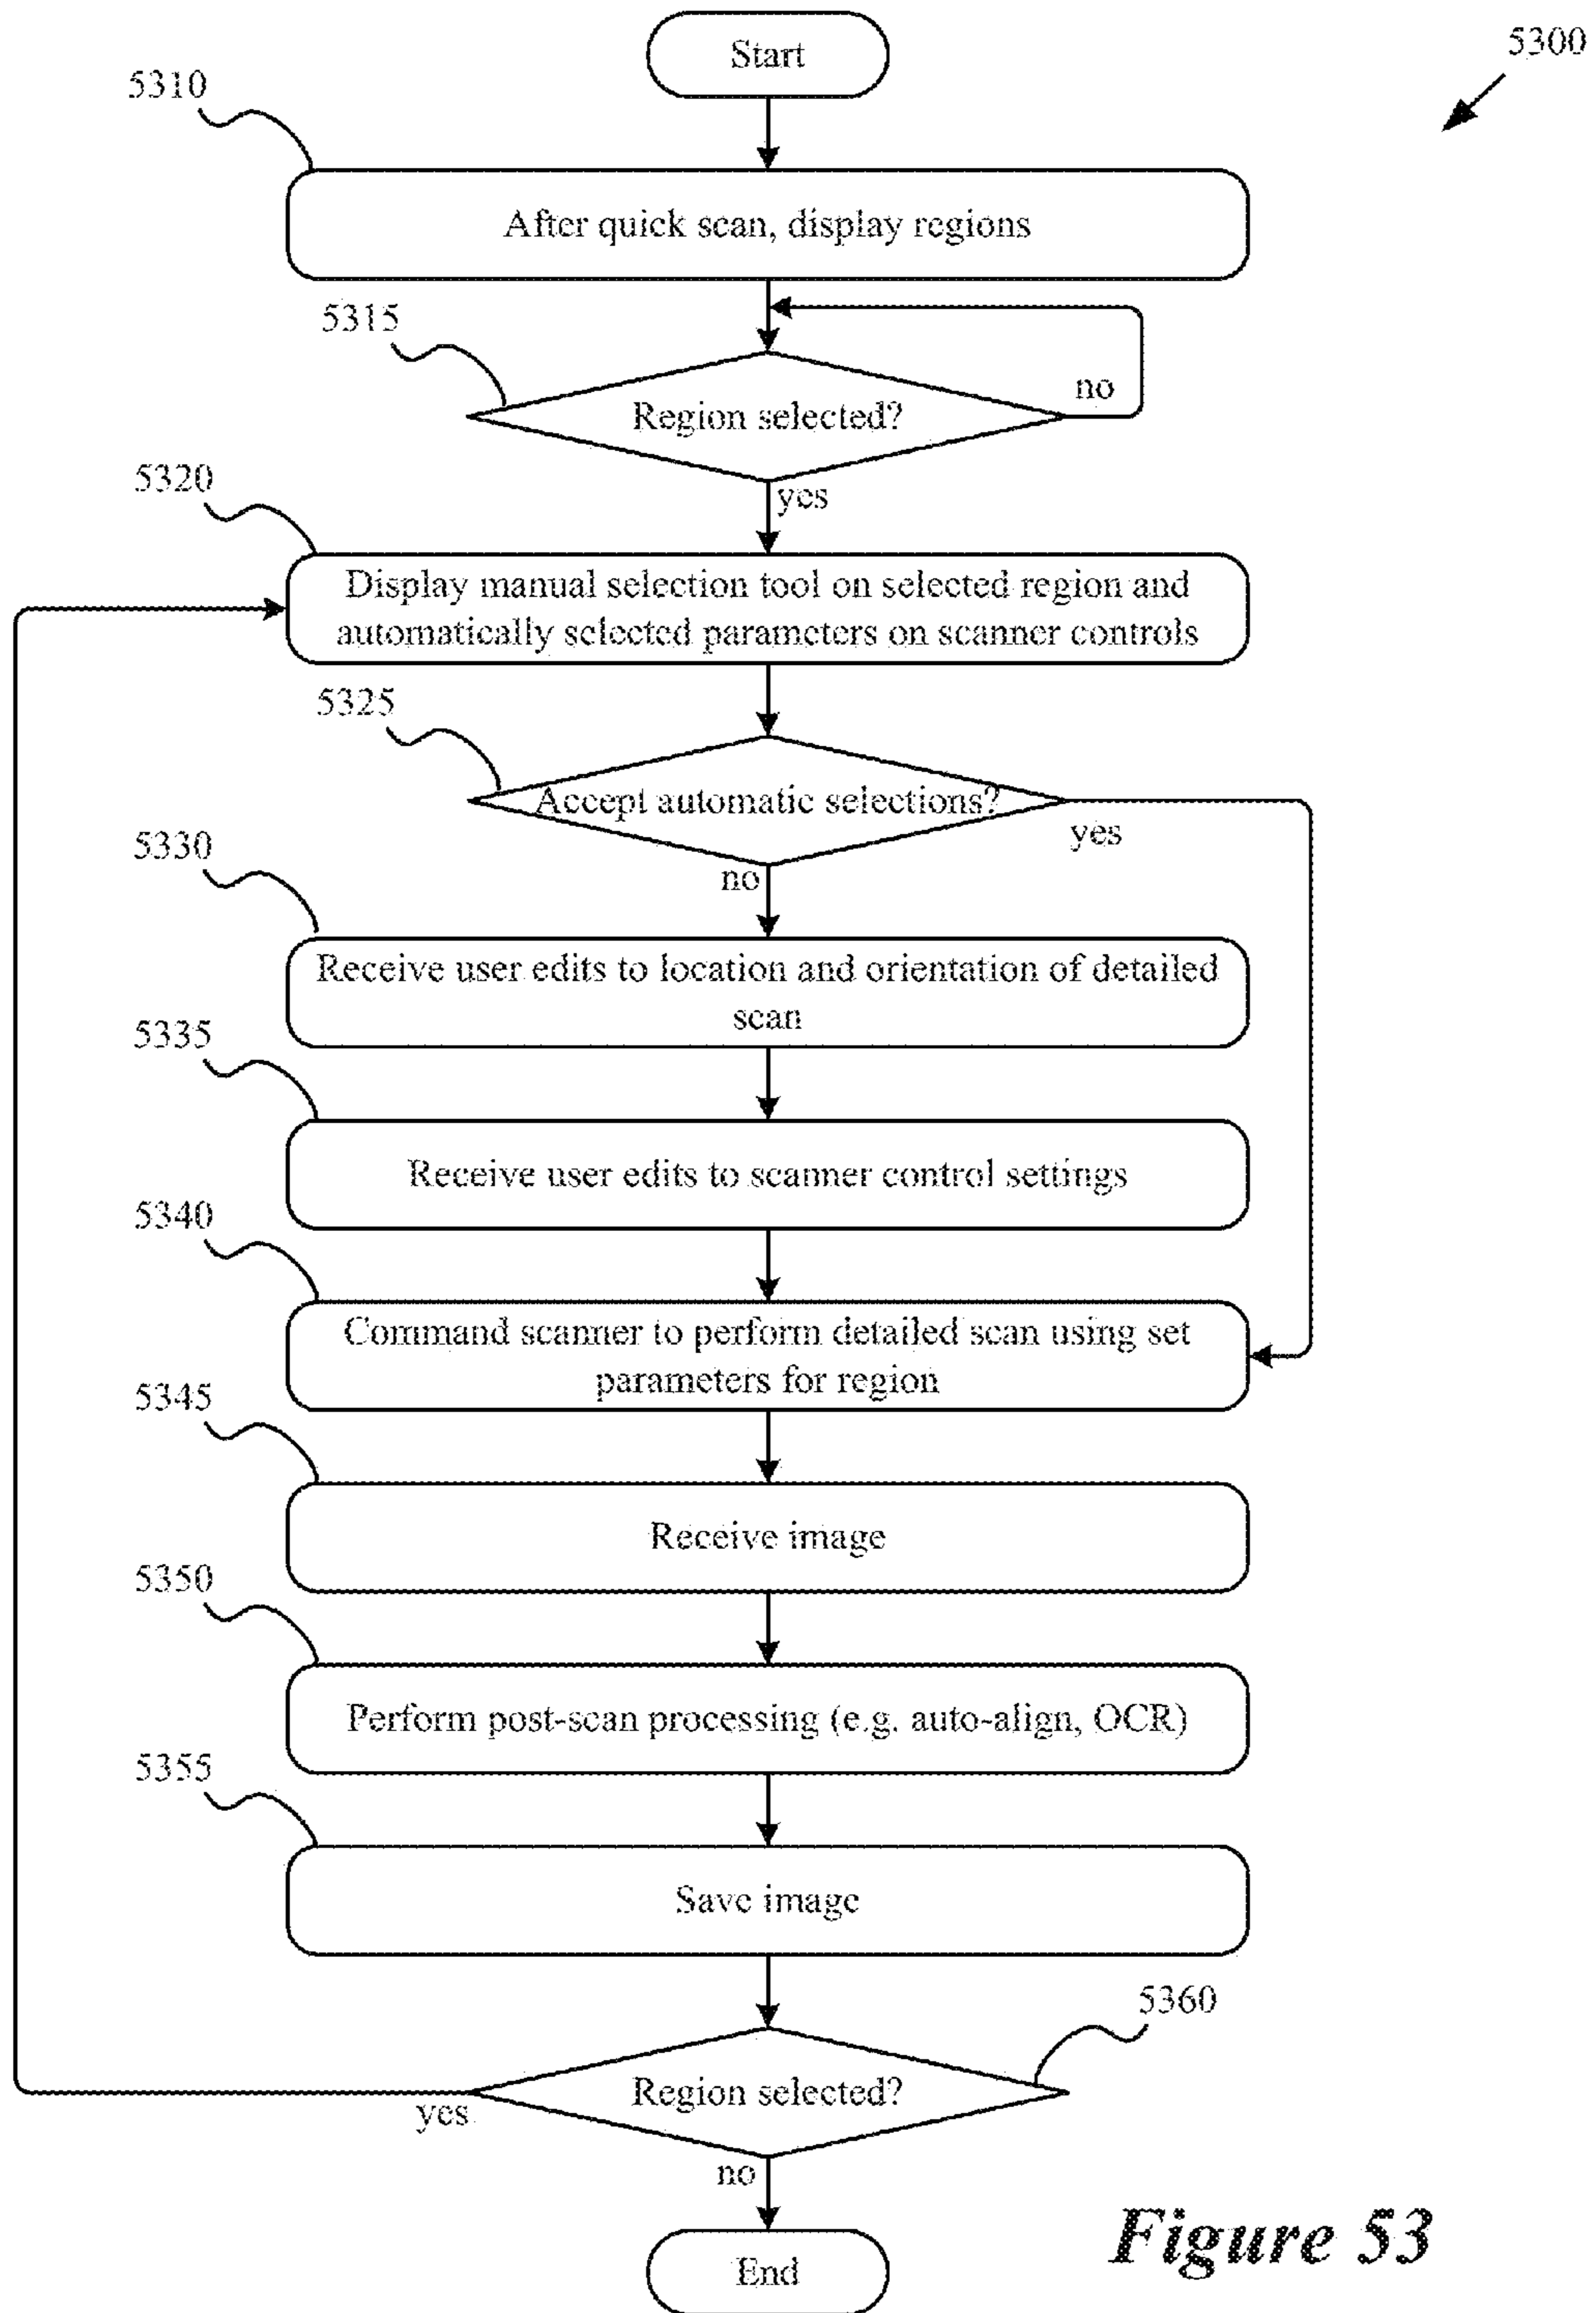 Start
5300
5310
After quick scan, display regions
5315
no
Region selected?
yes
5320
Display manual selection tool on selected region and
automatically selected parameters on scanner controls
5325
Accept automatic selections?
yes
no
5330
Receive user edits to location and orientation of detailed
scan
5335
Receive user edits to scanner control settings
5340
Command scanner to perform detailed scan using set
parameters for region
5345
Receive image
5350
Perform post-scan processing (e.g. auto-align, OCR)
5355
Save image
5360
Region selected?
yes
no
End
Figure 53